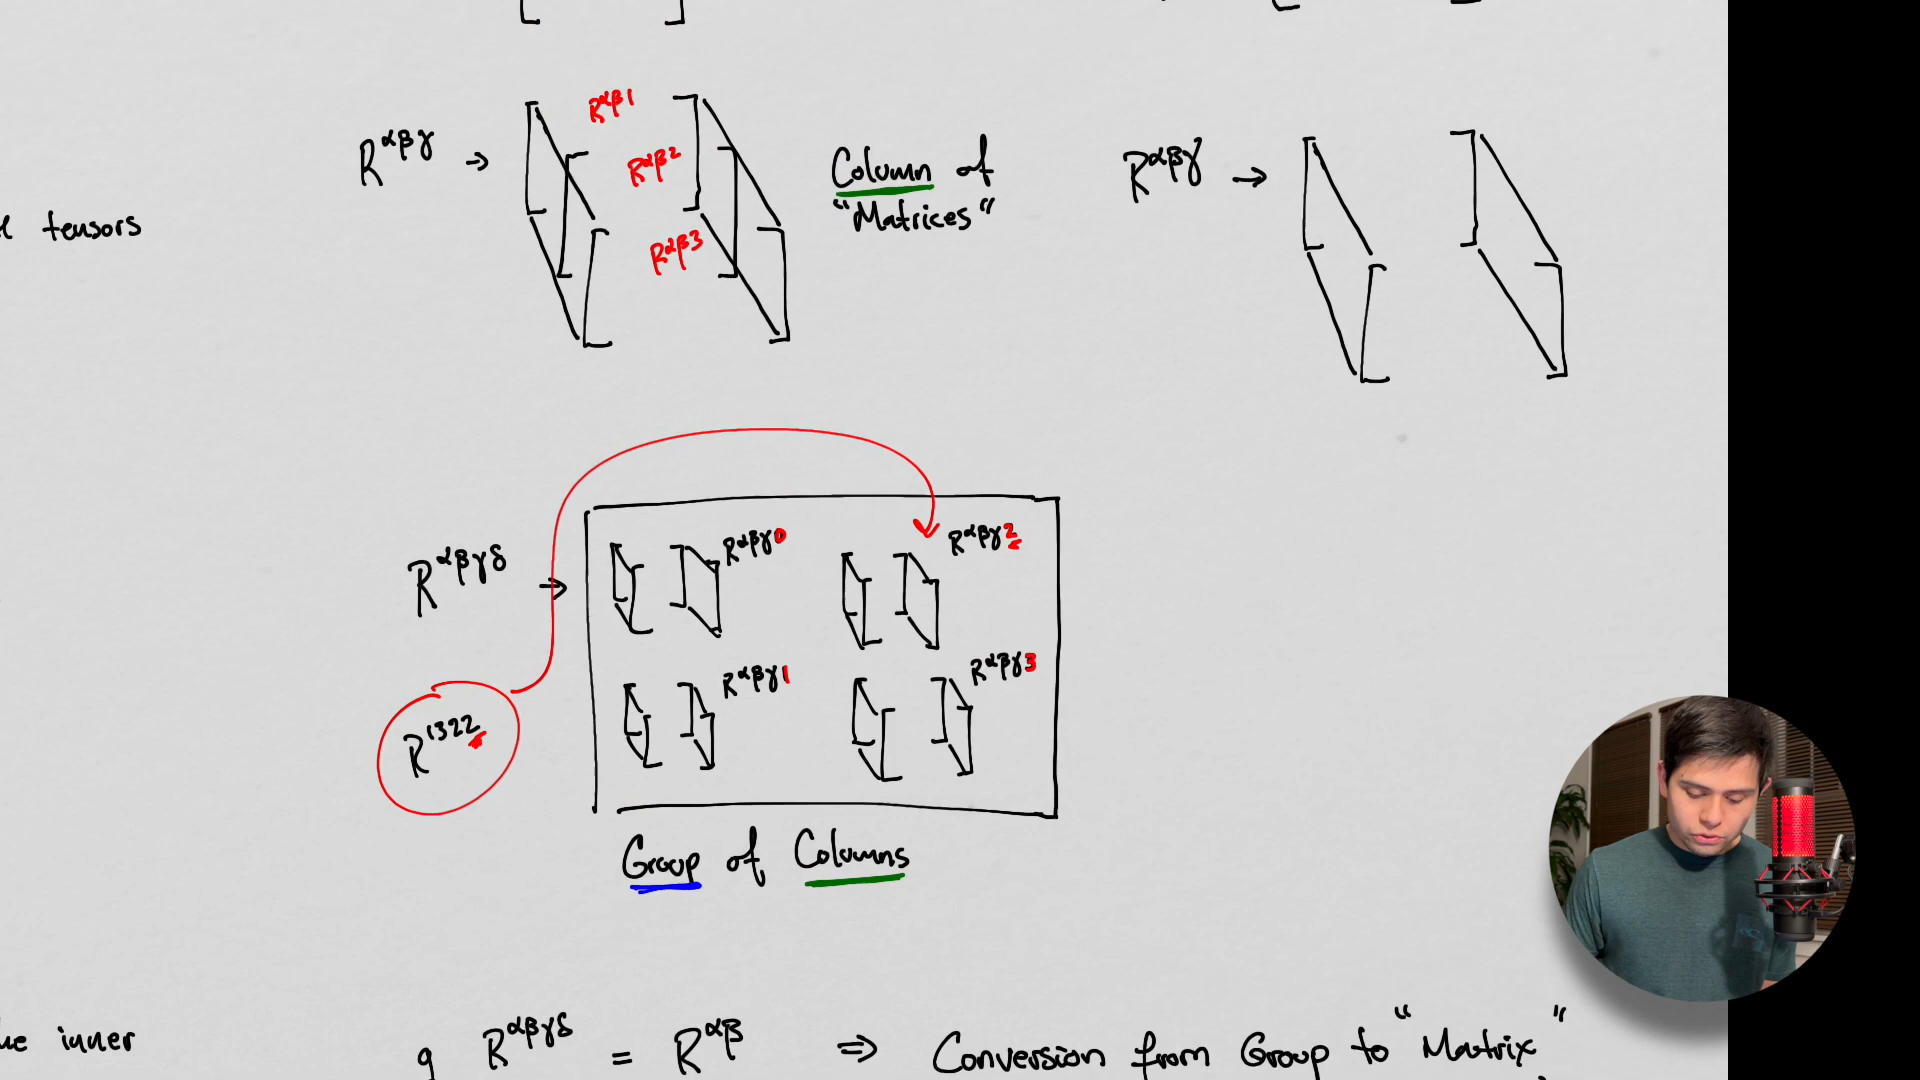 R^αβ1
R^αβγ → R^αβ2 Column of
R^αβ3 "Matrices"
R^αβγ →
l tensors
R^αβγδ →
R^αβγ0 R^αβγ2
R^αβγ1 R^αβγ3
R^1322
Group of Columns
ue inner
g R^αβγδ = R^αβ ⇒ Conversion from Group to "Matrix"